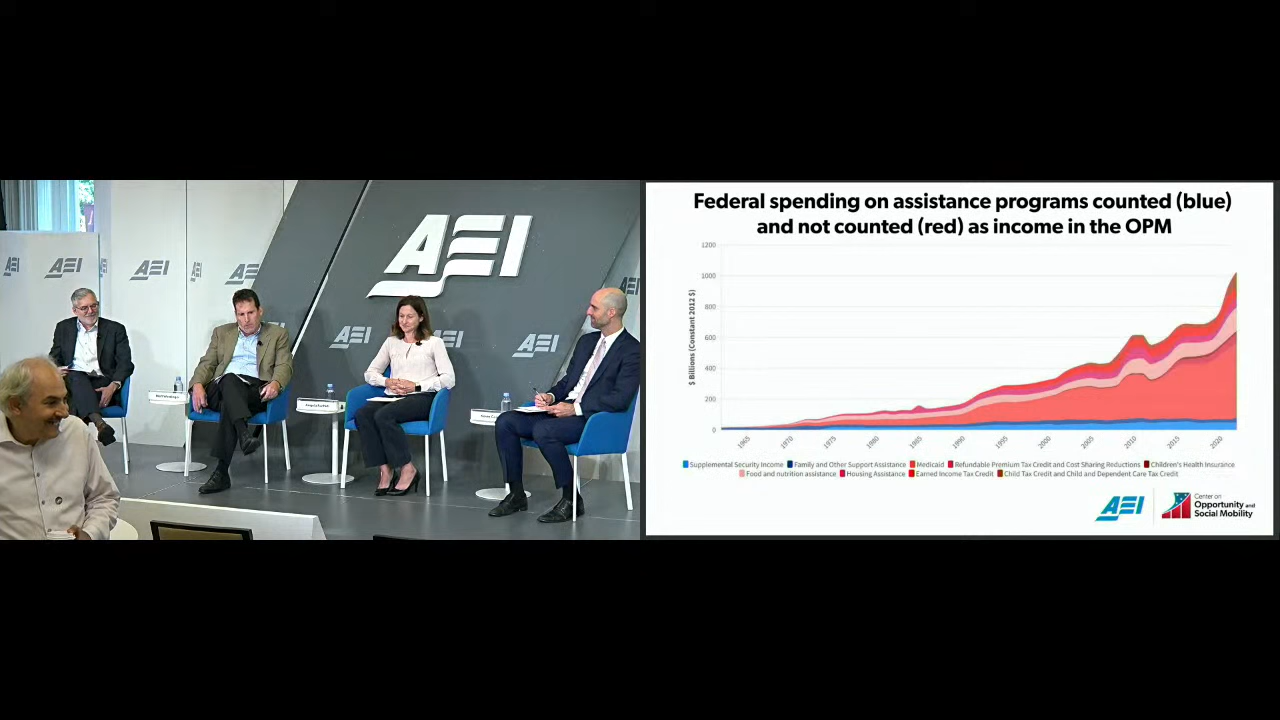 AEI
AEI
AEI
AEI
AEI
AEI
AEI
AEI
AEI
Federal spending on assistance programs counted (blue)
and not counted (red) as income in the OPM
$ Billions (Constant 2012 $)
1200
1000
800
600
400
200
0
1965
1970
1975
1980
1985
1990
1995
2000
2005
2010
2015
2020
Supplemental Security Income Family and Other Support Assistance Medicaid Refundable Premium Tax Credit and Cost Sharing Reductions Children's Health Insurance
Food and nutrition assistance Housing Assistance Earned Income Tax Credit Child Tax Credit and Child and Dependent Care Tax Credit
AEI
Center on
Opportunity and
Social Mobility